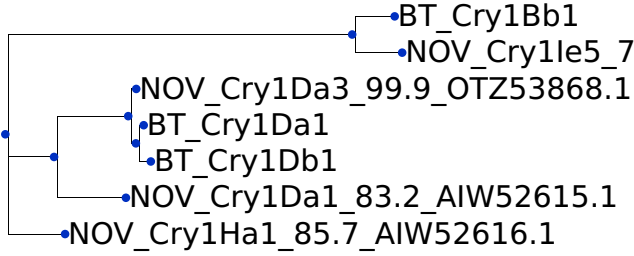 BT_Cry1Bb1
NOV_Cry1Ie5_7
NOV_Cry1Da3_99.9_OTZ53868.1
BT_Cry1Da1
BT_Cry1Db1
NOV_Cry1Da1_83.2_AIW52615.1
NOV_Cry1Ha1_85.7_AIW52616.1